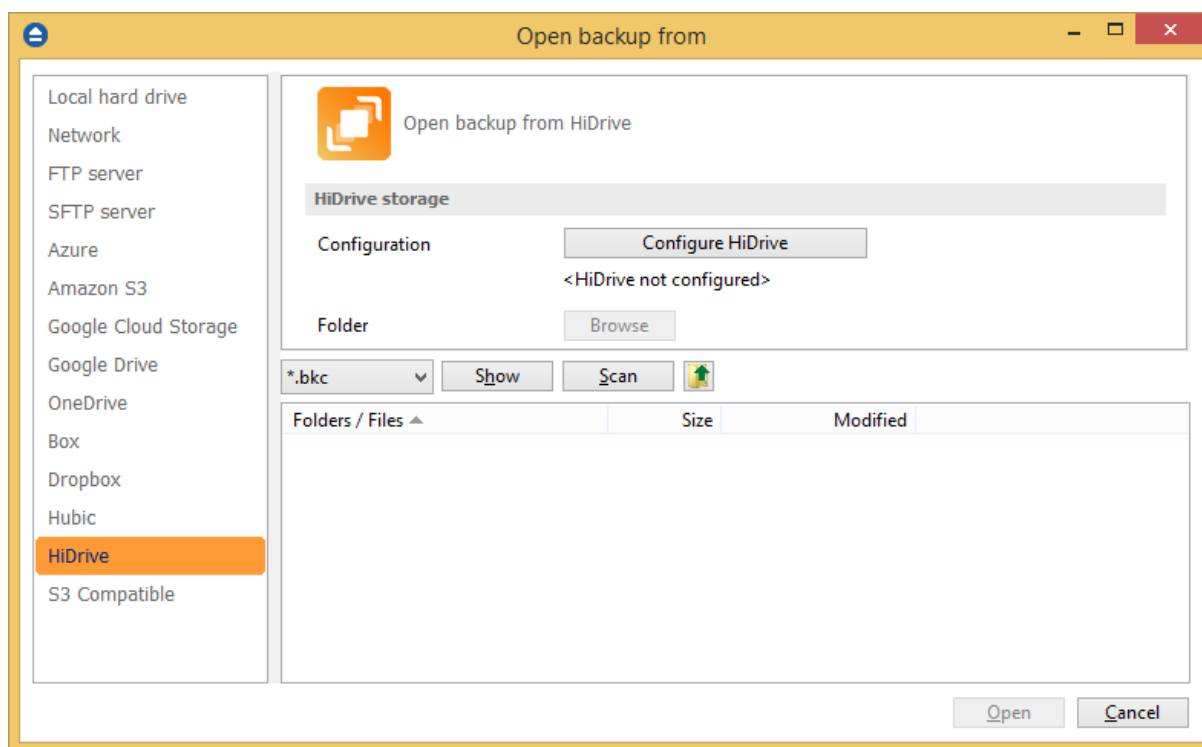 Open backup from
Local hard drive
Network
FTP server
SFTP server
Azure
Amazon S3
Google Cloud Storage
Google Drive
OneDrive
Box
Dropbox
Hubic
HiDrive
S3 Compatible
Open backup from HiDrive
HiDrive storage
Configuration
Configure HiDrive
<HiDrive not configured>
Folder
Browse
*.bkc
Show
Scan
Folders / Files
Size
Modified
Open
Cancel